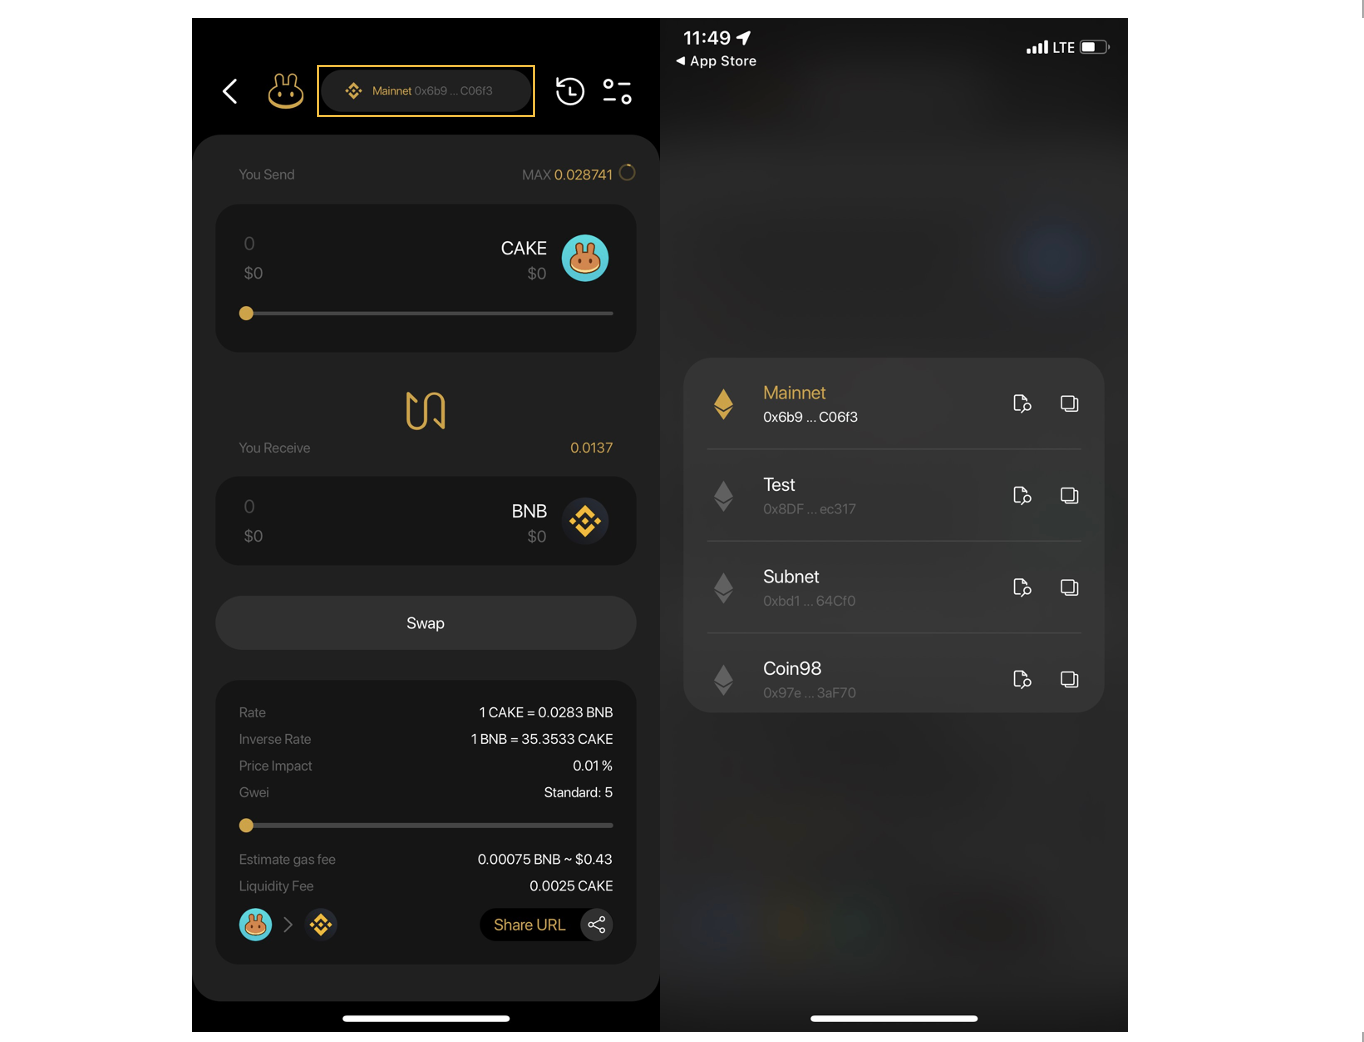 Mainnet 0x6b9 ... C06f3
You Send MAX 0.028741
0 CAKE
$0 $0
You Receive 0.0137
0 BNB
$0 $0
Swap
Rate 1 CAKE = 0.0283 BNB
Inverse Rate 1 BNB = 35.3533 CAKE
Price Impact 0.01 %
Gwei Standard: 5
Estimate gas fee 0.00075 BNB ~ $0.43
Liquidity Fee 0.0025 CAKE
Share URL
11:49 LTE
App Store
Mainnet
0x6b9 ... C06f3
Test
0x8DF ... ec317
Subnet
0xbd1 ... 64Cf0
Coin98
0x97e ... 3aF70